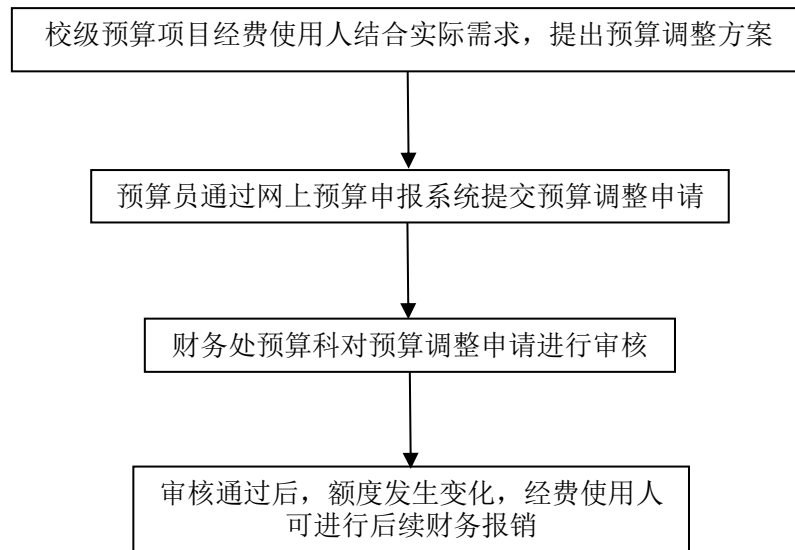 校级预算项目经费使用人结合实际需求，提出预算调整方案
预算员通过网上预算申报系统提交预算调整申请
财务处预算科对预算调整申请进行审核
审核通过后，额度发生变化，经费使用人
可进行后续财务报销